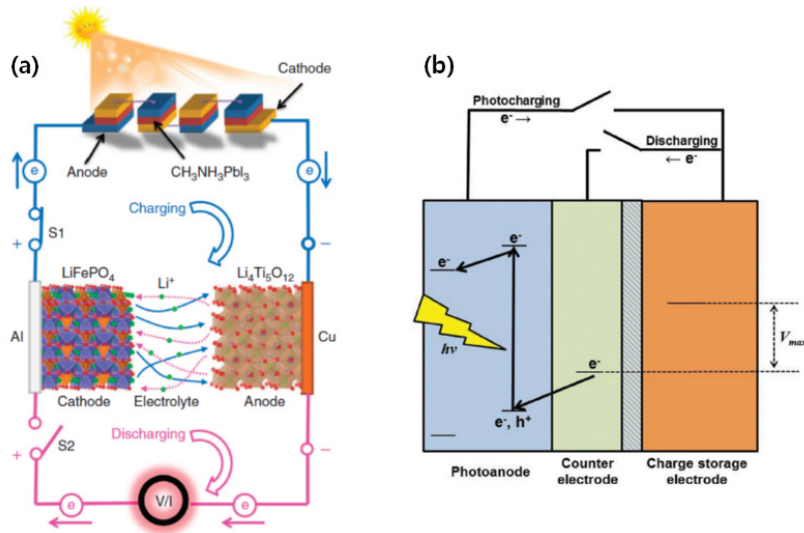 (a)
Cathode
Anode
CH₃NH₃PbI₃
e
e
Charging
S1
+
−
LiFePO₄
Li⁺
Li₄Ti₅O₁₂
Al
Cu
Cathode
Electrolyte
Anode
Discharging
S2
+
−
V/I
e
e
(b)
Photocharging
e⁻ →
Discharging
← e⁻
e⁻
e⁻
hν
e⁻
Vmax
e⁻, h⁺
Photoanode
Counter
electrode
Charge storage
electrode